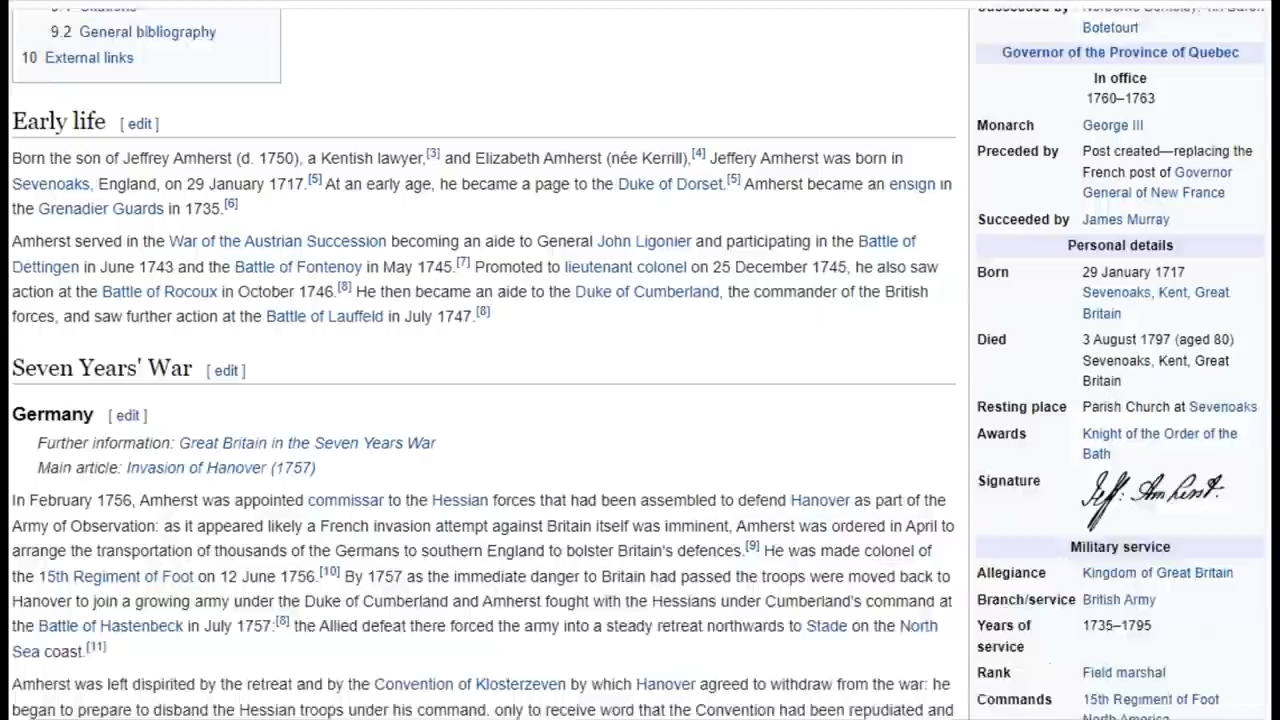 9.2 General bibliography
10 External links
Early life [ edit ]
Born the son of Jeffrey Amherst (d. 1750), a Kentish lawyer,[3] and Elizabeth Amherst (née Kerrill),[4] Jeffery Amherst was born in
Sevenoaks, England, on 29 January 1717.[5] At an early age, he became a page to the Duke of Dorset.[5] Amherst became an ensign in
the Grenadier Guards in 1735.[6]
Amherst served in the War of the Austrian Succession becoming an aide to General John Ligonier and participating in the Battle of
Dettingen in June 1743 and the Battle of Fontenoy in May 1745.[7] Promoted to lieutenant colonel on 25 December 1745, he also saw
action at the Battle of Rocoux in October 1746.[8] He then became an aide to the Duke of Cumberland, the commander of the British
forces, and saw further action at the Battle of Lauffeld in July 1747.[8]
Seven Years' War [ edit ]
Germany [ edit ]
Further information: Great Britain in the Seven Years War
Main article: Invasion of Hanover (1757)
In February 1756, Amherst was appointed commissar to the Hessian forces that had been assembled to defend Hanover as part of the
Army of Observation: as it appeared likely a French invasion attempt against Britain itself was imminent, Amherst was ordered in April to
arrange the transportation of thousands of the Germans to southern England to bolster Britain's defences.[9] He was made colonel of
the 15th Regiment of Foot on 12 June 1756.[10] By 1757 as the immediate danger to Britain had passed the troops were moved back to
Hanover to join a growing army under the Duke of Cumberland and Amherst fought with the Hessians under Cumberland's command at
the Battle of Hastenbeck in July 1757:[8] the Allied defeat there forced the army into a steady retreat northwards to Stade on the North
Sea coast.[11]
Amherst was left dispirited by the retreat and by the Convention of Klosterzeven by which Hanover agreed to withdraw from the war: he
began to prepare to disband the Hessian troops under his command, only to receive word that the Convention had been repudiated and
Succeeded by
Botetourt
Governor of the Province of Quebec
In office
1760–1763
Monarch George III
Preceded by Post created—replacing the
French post of Governor
General of New France
Succeeded by James Murray
Personal details
Born 29 January 1717
Sevenoaks, Kent, Great
Britain
Died 3 August 1797 (aged 80)
Sevenoaks, Kent, Great
Britain
Resting place Parish Church at Sevenoaks
Awards Knight of the Order of the
Bath
Signature Jeff: Amherst.
Military service
Allegiance Kingdom of Great Britain
Branch/service British Army
Years of 1735–1795
service
Rank Field marshal
Commands 15th Regiment of Foot
North America